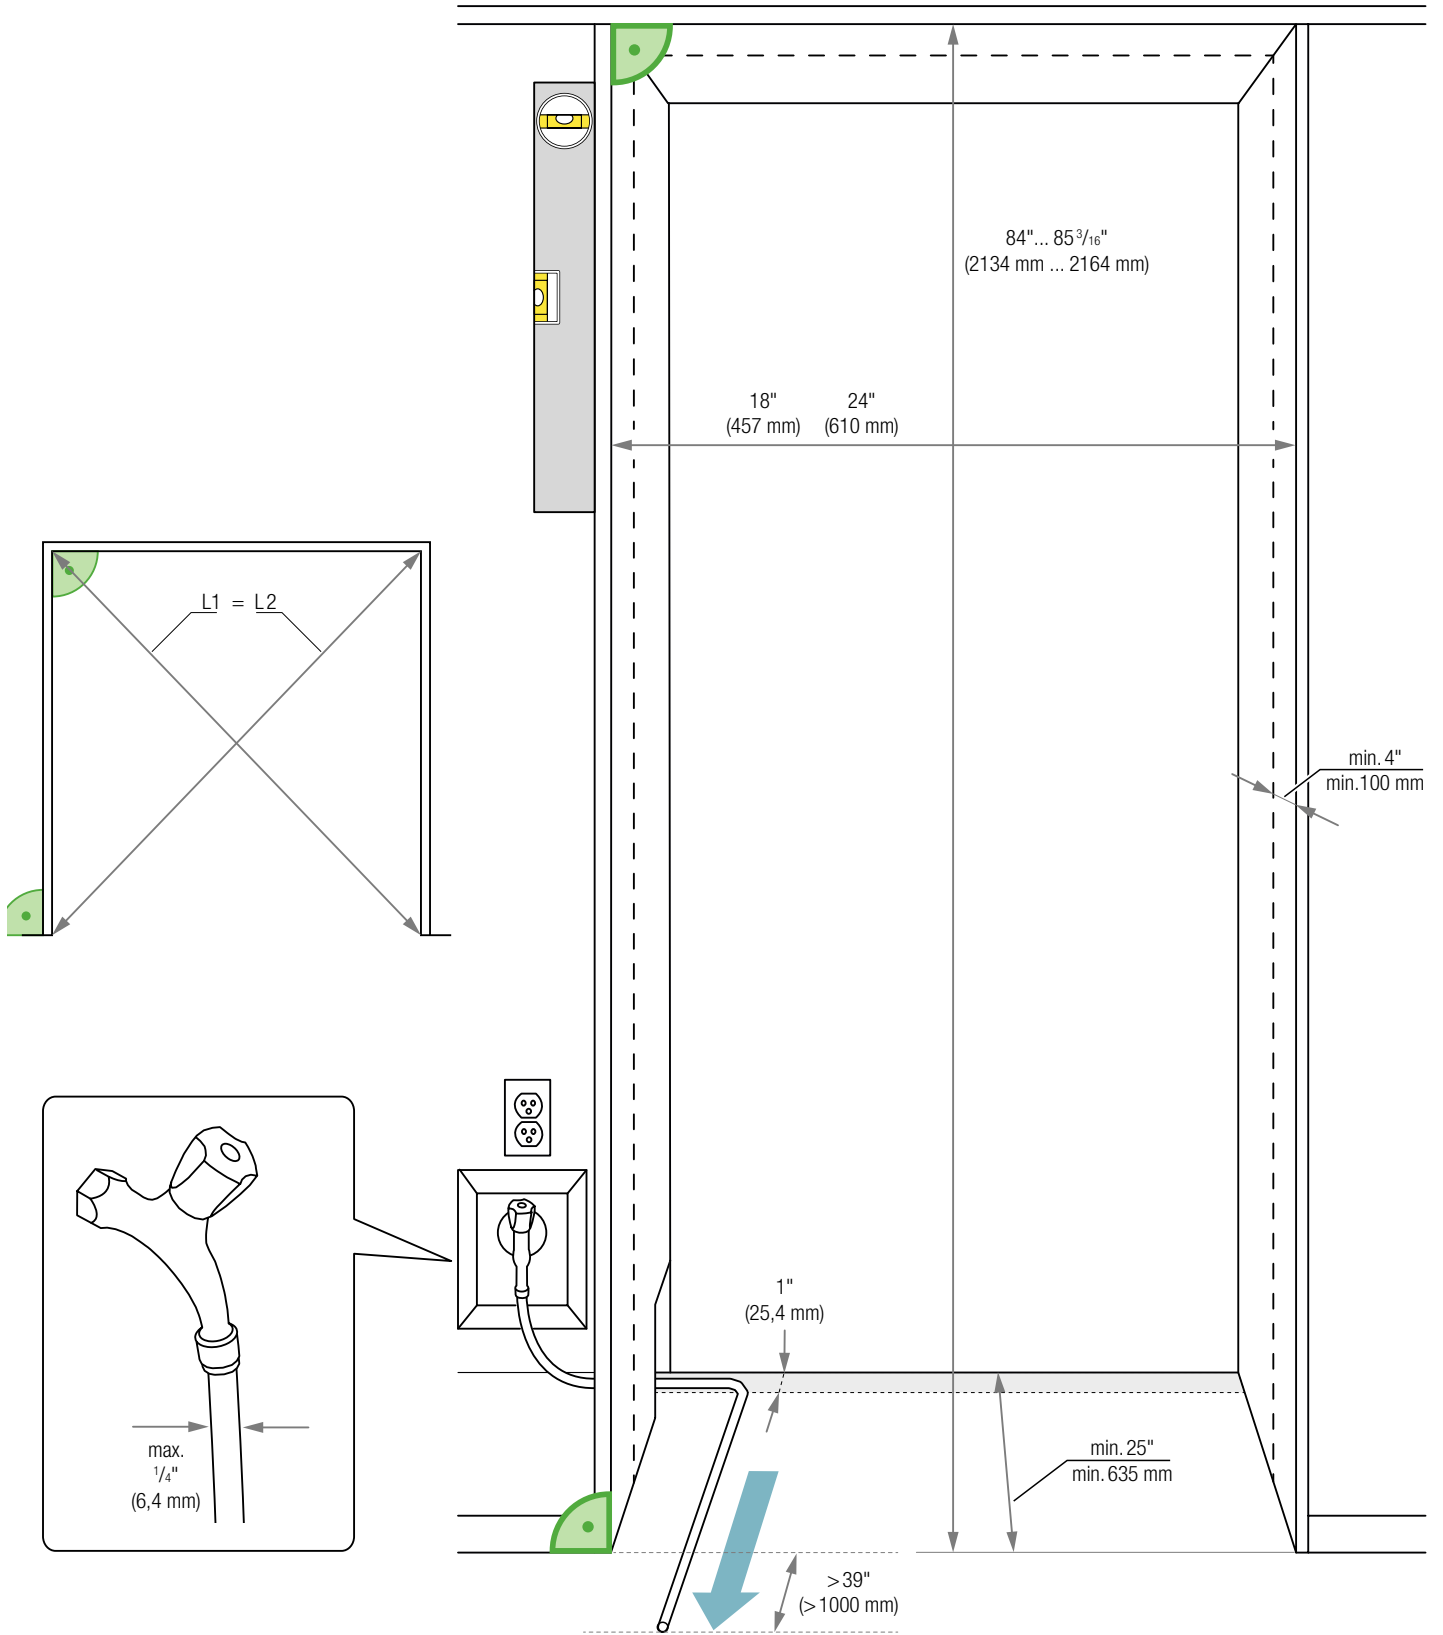 84"... 85 3/16"
(2134 mm ... 2164 mm)
18" 24"
(457 mm) (610 mm)
L1 = L2
min. 4"
min.100 mm
1"
(25,4 mm)
max.
1/4"
(6,4 mm)
min. 25"
min. 635 mm
>39"
(>1000 mm)